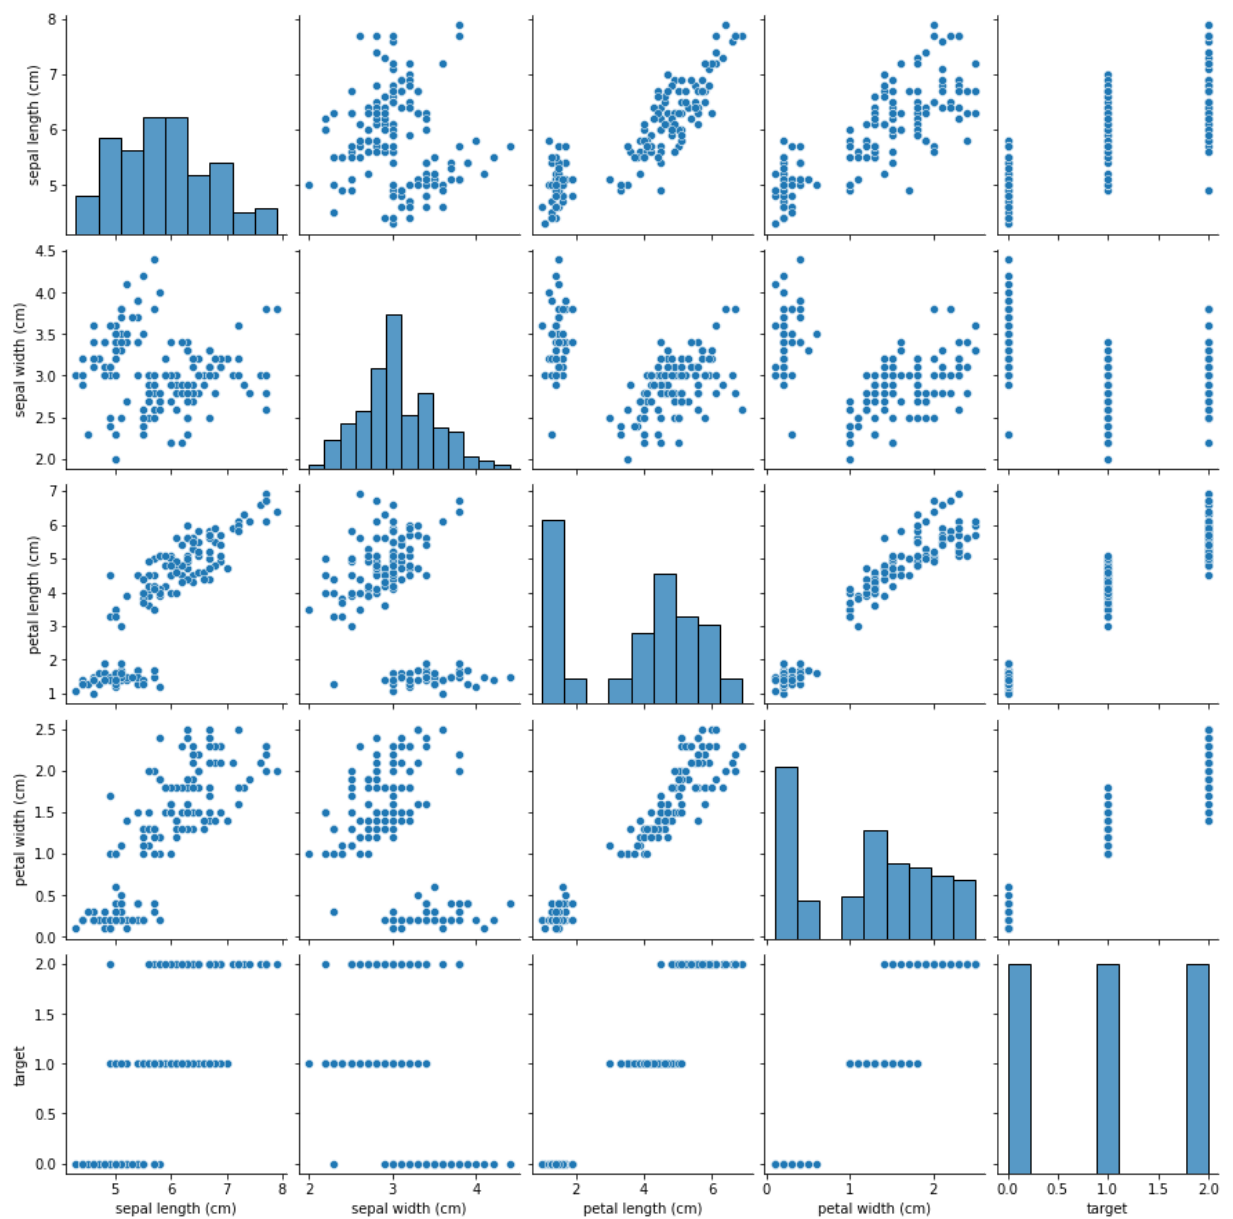 8
7
6
5
sepal length (cm)
4.5
4.0
3.5
3.0
2.5
2.0
sepal width (cm)
7
6
5
4
3
2
1
petal length (cm)
2.5
2.0
1.5
1.0
0.5
0.0
petal width (cm)
2.0
1.5
1.0
0.5
0.0
target
5 6 7 8
sepal length (cm)
2 3 4
sepal width (cm)
2 4 6
petal length (cm)
0 1 2
petal width (cm)
0.0 0.5 1.0 1.5 2.0
target